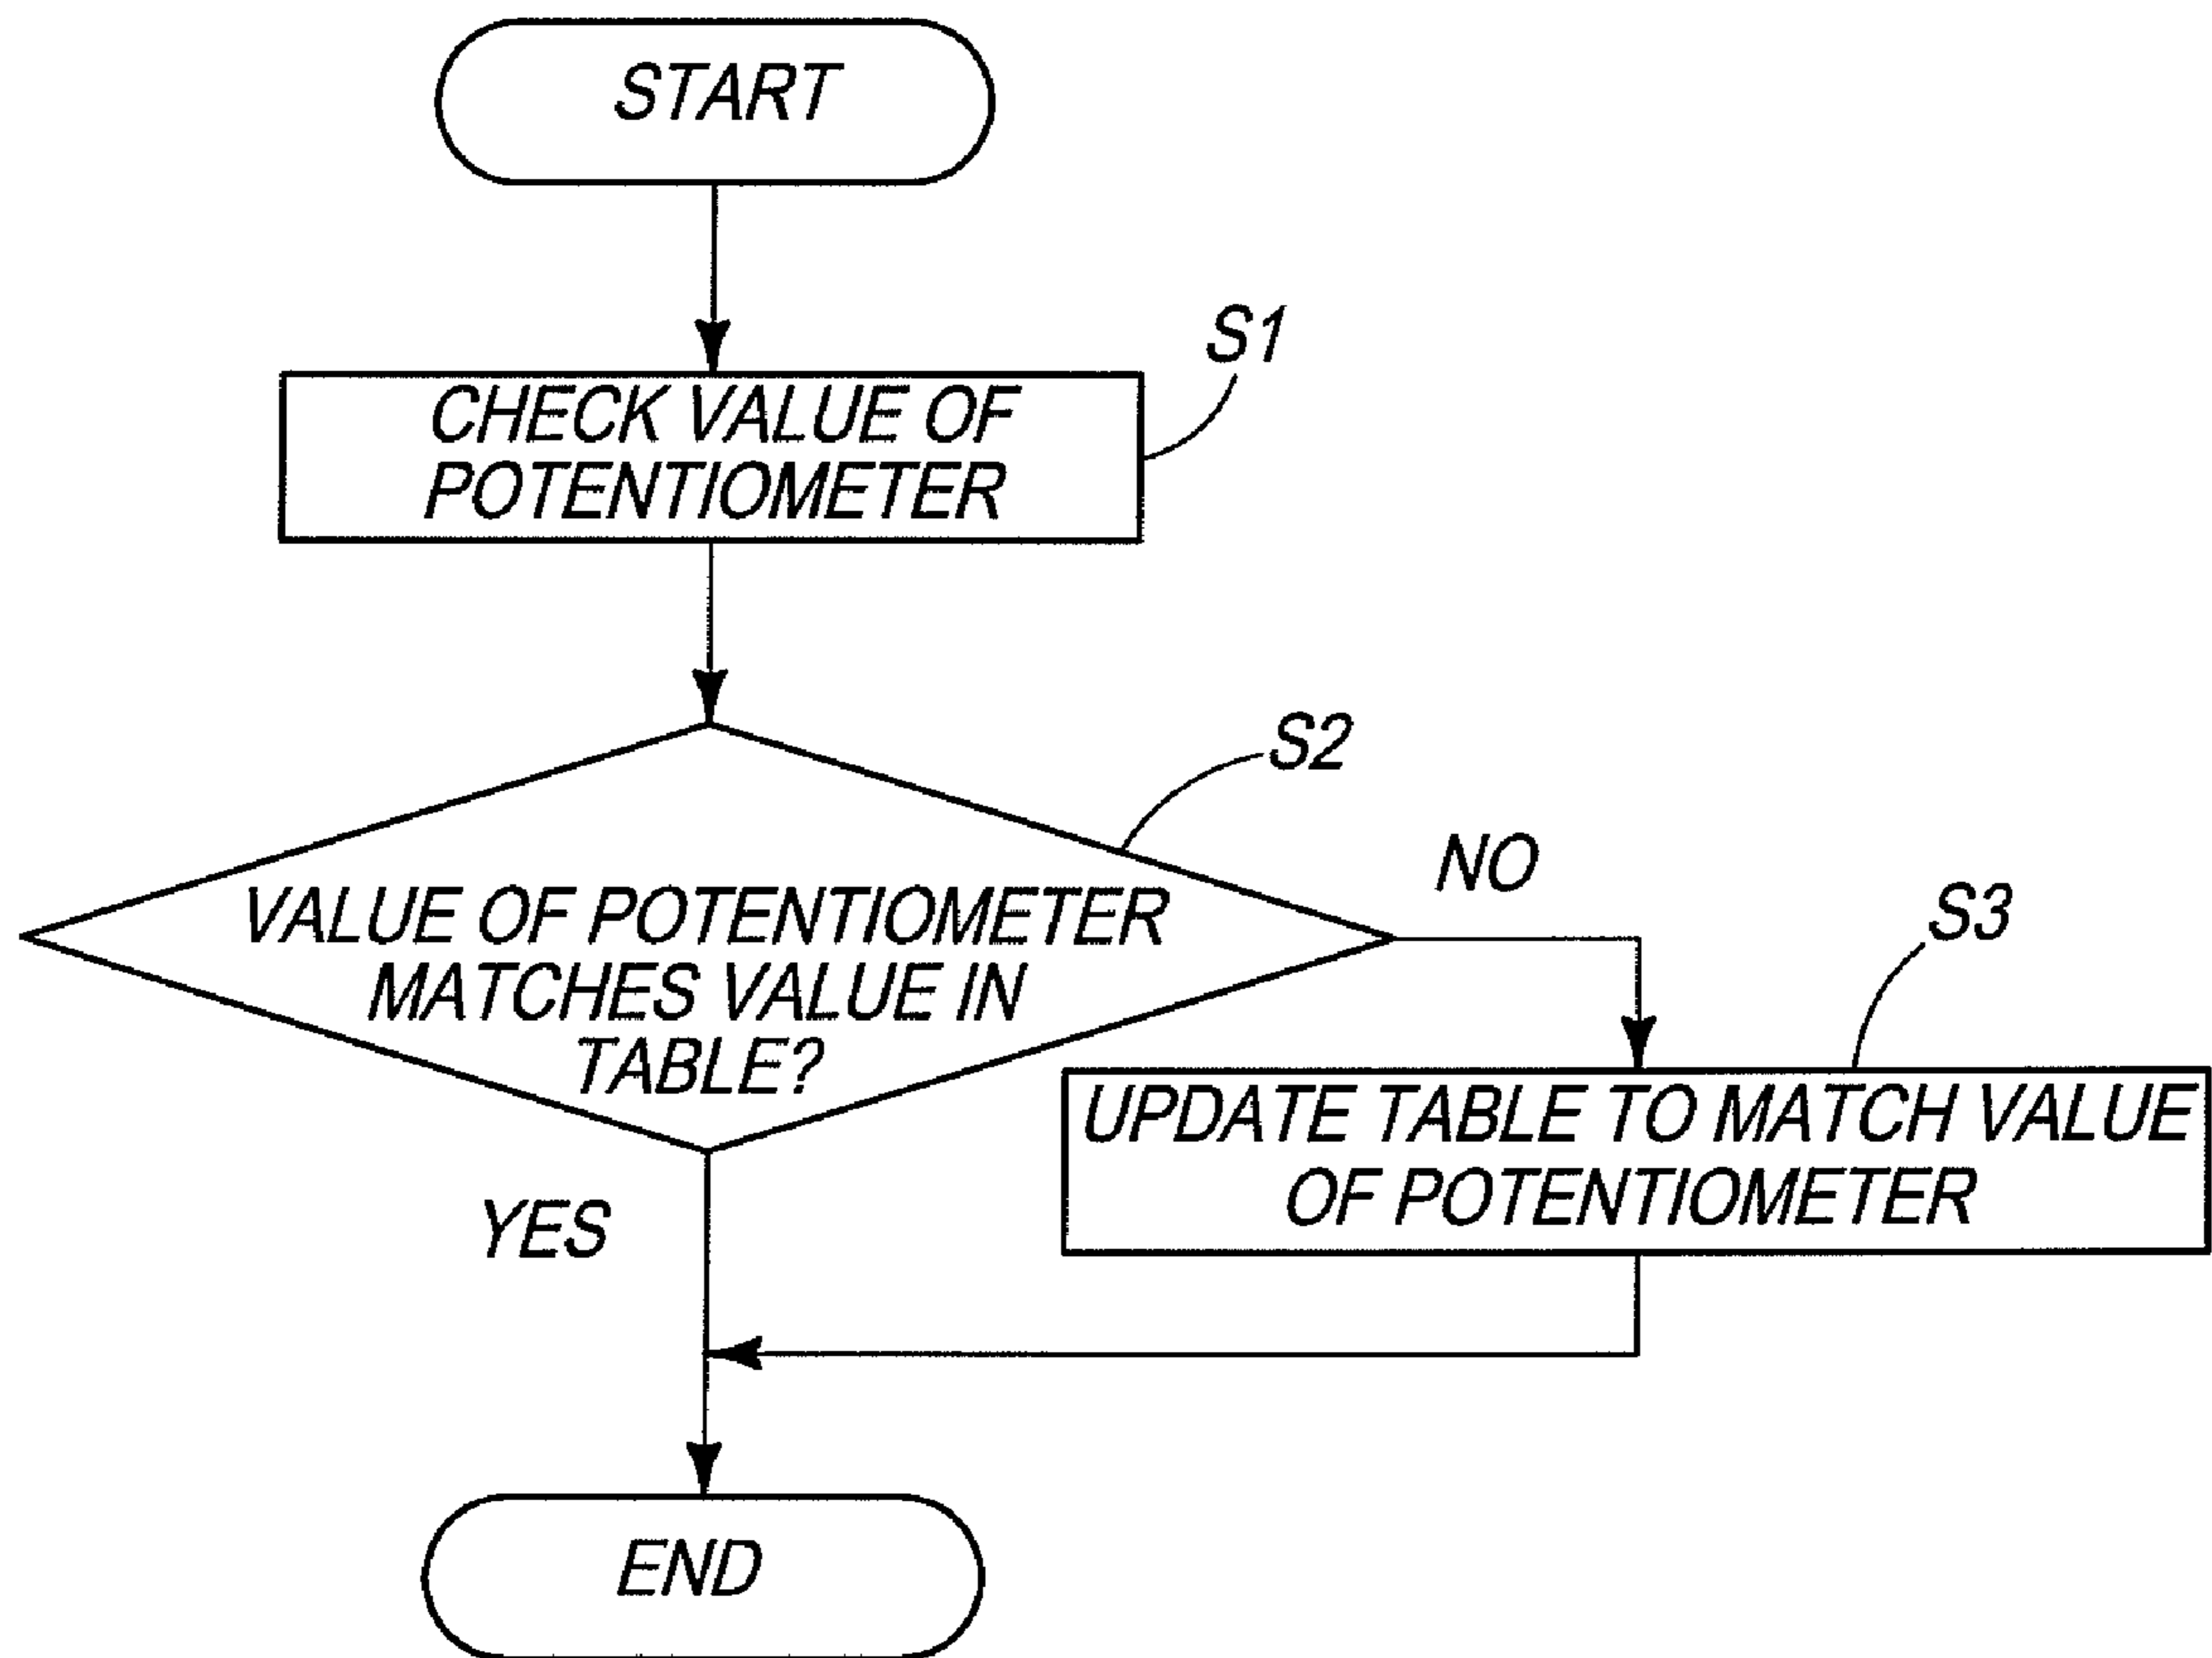 START
S1
CHECK VALUE OF
POTENTIOMETER
S2
VALUE OF POTENTIOMETER
MATCHES VALUE IN
TABLE?
NO
S3
UPDATE TABLE TO MATCH VALUE
OF POTENTIOMETER
YES
END